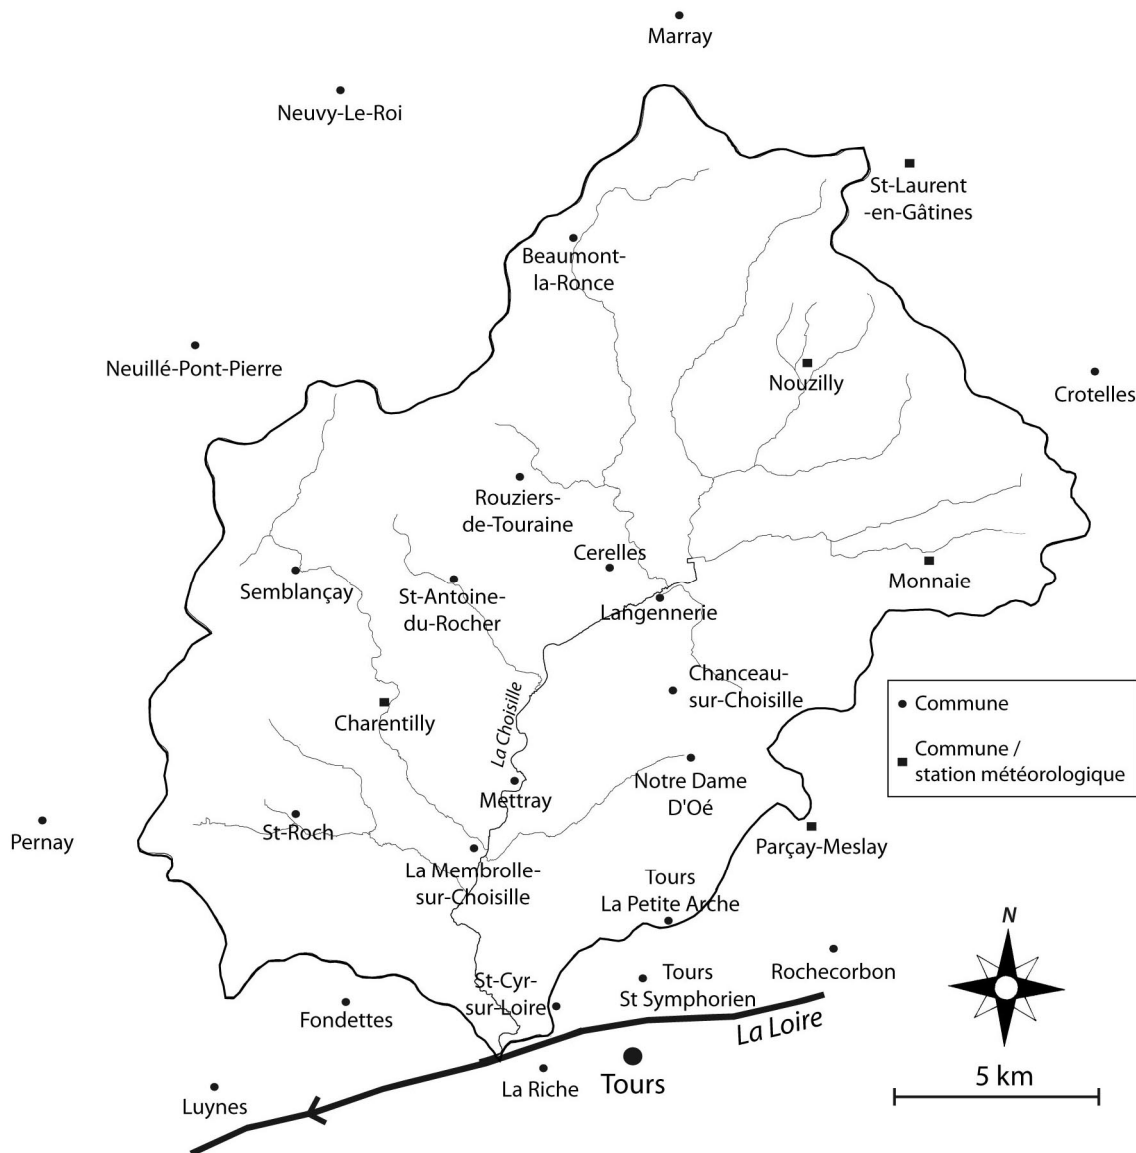 Marray
Neuvy-Le-Roi
St-Laurent
-en-Gâtines
Beaumont-
la-Ronce
Neuillé-Pont-Pierre
Nouzilly
Crotelles
Rouziers-
de-Touraine
Cerelles
Monnaie
Semblançay
St-Antoine-
du-Rocher
Langennerie
Chanceau-
sur-Choisille
La Choisille
Charentilly
Commune
Commune /
station météorologique
Mettray
Notre Dame
D'Oé
St-Roch
Pernay
Parçay-Meslay
La Membrolle-
sur-Choisille
Tours
La Petite Arche
N
Rochecorbon
Tours
St Symphorien
St-Cyr-
sur-Loire
Fondettes
La Loire
5 km
La Riche
Tours
Luynes